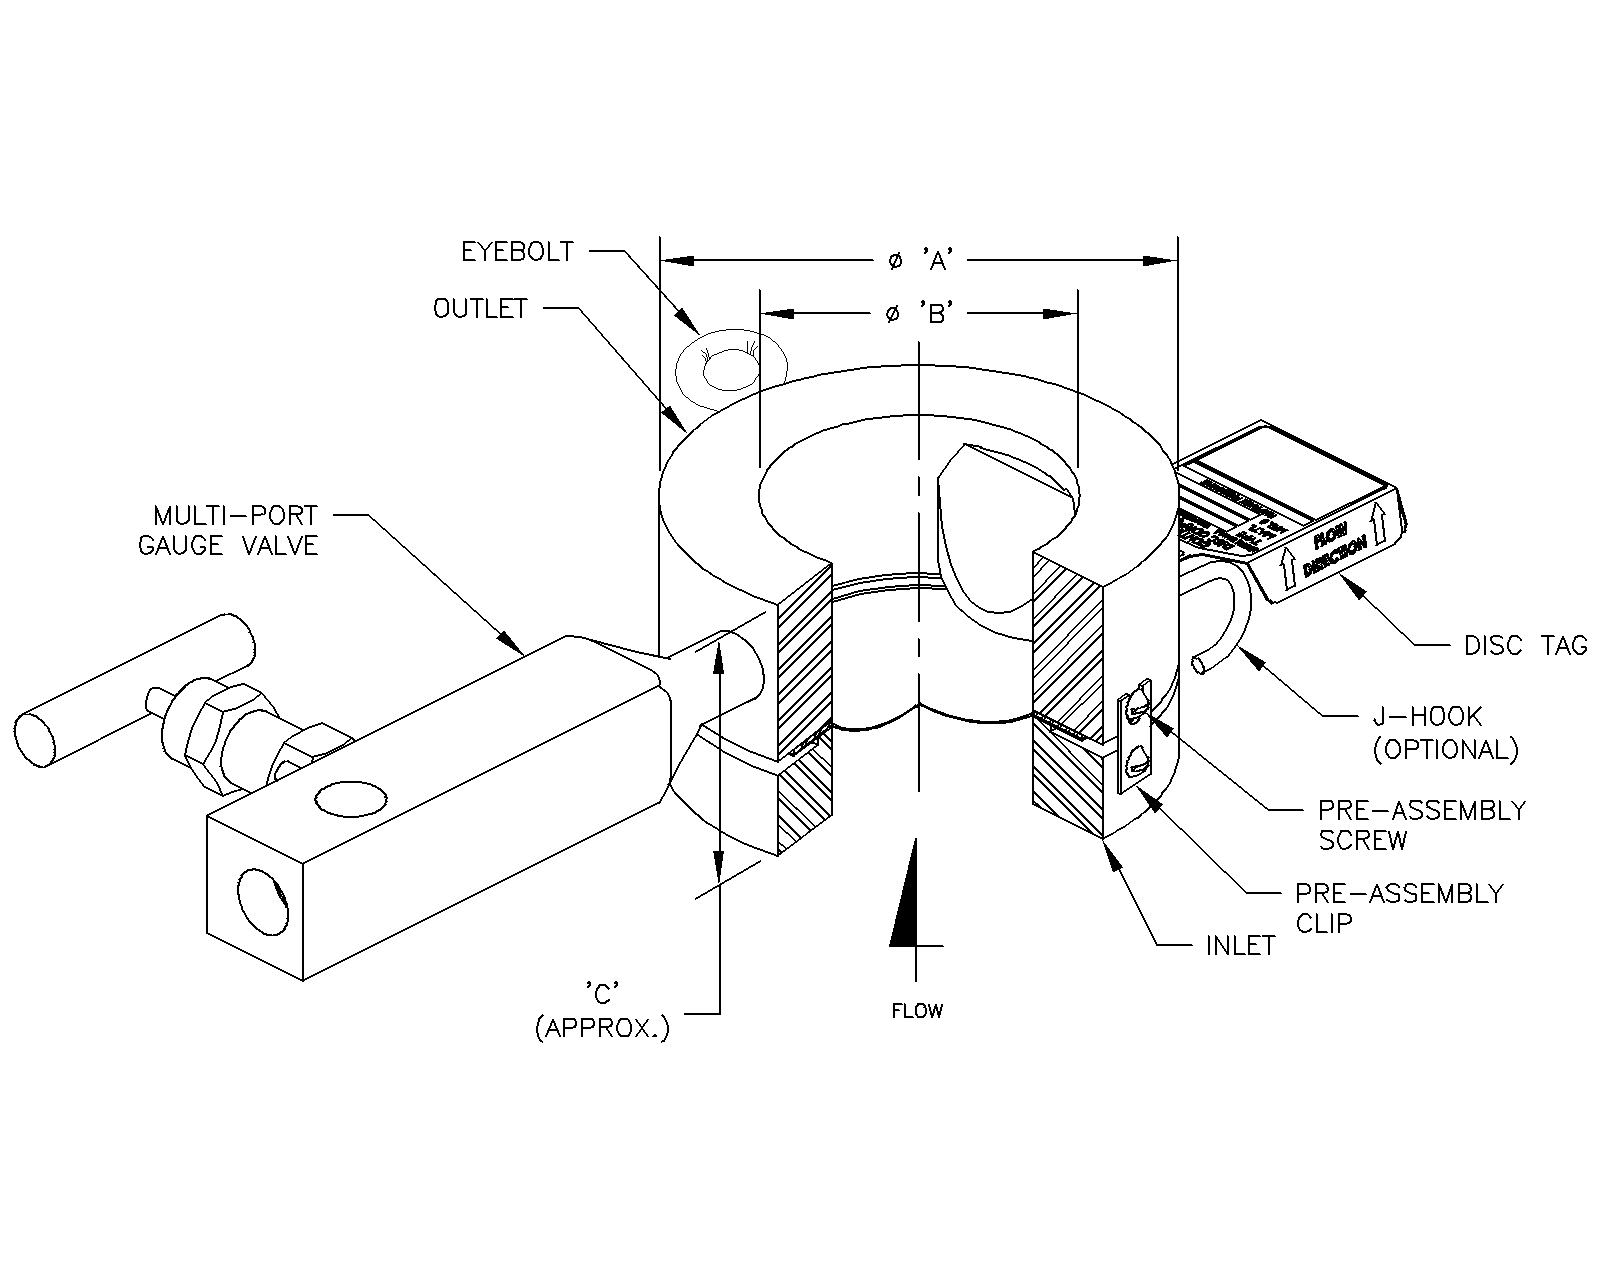 EYEBOLT
ø 'A'
OUTLET
ø 'B'
MULTI-PORT
GAUGE VALVE
FLOW
DIRECTION
DISC TAG
J-HOOK
(OPTIONAL)
PRE-ASSEMBLY
SCREW
PRE-ASSEMBLY
CLIP
INLET
'C'
(APPROX.)
FLOW